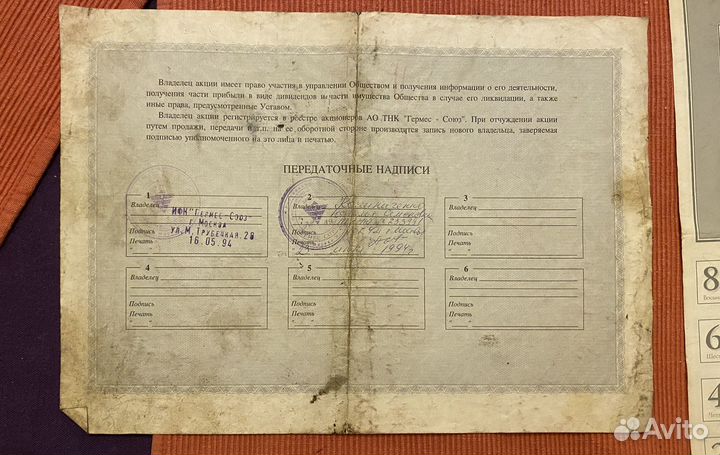 Владелец акции имеет право участия в управлении Обществом и получения информации о его деятельности,
получения части прибыли в виде дивидендов и части имущества Общества в случае его ликвидации, а также
иные права, предусмотренные Уставом.
Владелец акции регистрируется в реестре акционеров АО ТНК "Гермес - Союз". При отчуждении акции
путем продажи, передачи и т.п. на ее оборотной стороне производится запись нового владельца, заверяемая
подписью уполномоченного на это лица и печатью.
ПЕРЕДАТОЧНЫЕ НАДПИСИ
1
Владелец
ИФК "Гермес-Союз"
г. Москва
ул. М. Трубецкая, 28
16.05.94
Подпись
Печать
" "
2
Владелец
Подпись
Печать
1994
3
Владелец
Подпись
Печать
" "
4
Владелец
Подпись
Печать
" "
5
Владелец
Подпись
Печать
" "
6
Владелец
Подпись
Печать
" "
8
6
4
Avito